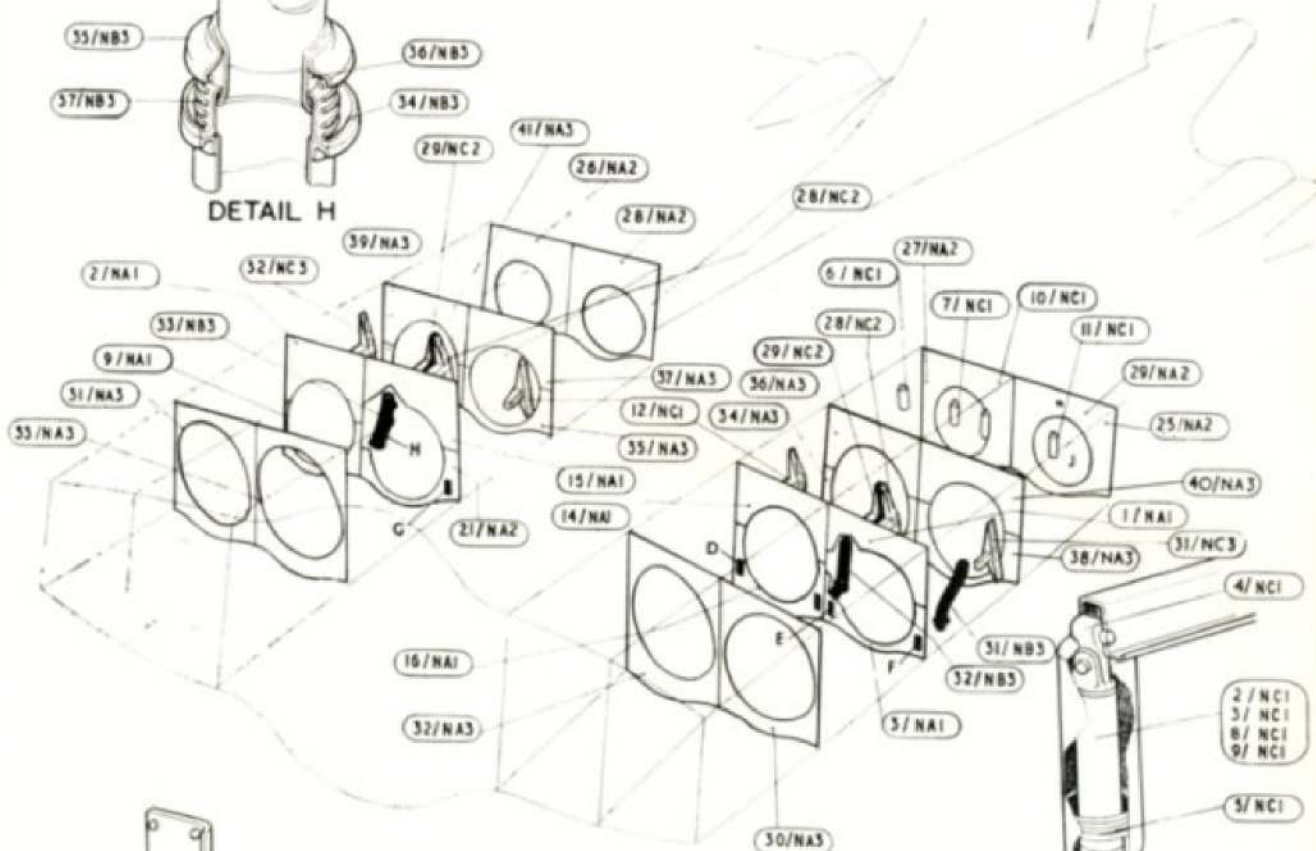 35/NB3
36/NB3
37/NB3
34/NB3
DETAIL H
41/NA3
29/NC2
26/NA2
28/NC2
28/NA2
39/NA3
32/NC3
2/NA1
27/NA2
6/NC1
7/NC1
10/NC1
33/NB3
28/NC2
11/NC1
9/NA1
29/NC2
37/NA3
36/NA3
29/NA2
31/NA3
12/NC1
34/NA3
25/NA2
33/NA3
H
35/NA3
J
15/NA1
40/NA3
14/NA1
1/NA1
G
21/NA2
D
31/NC3
38/NA3
4/NC1
E
16/NA1
F
31/NB3
32/NB3
2/NC1
3/NC1
8/NC1
9/NC1
32/NA3
3/NA1
5/NC1
30/NA3